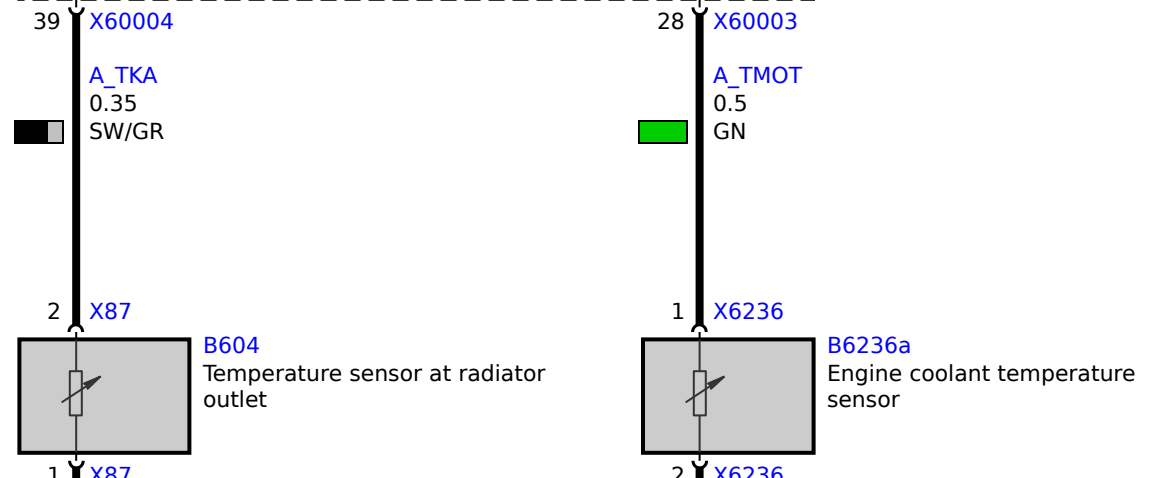 39 X60004
A_TKA
0.35
SW/GR
2 X87
B604
Temperature sensor at radiator
outlet
1 X87
28 X60003
A_TMOT
0.5
GN
1 X6236
B6236a
Engine coolant temperature
sensor
2 X6236